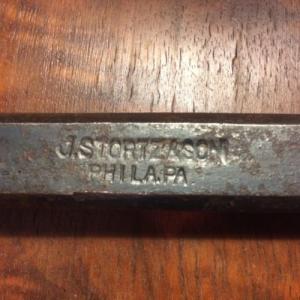 J. STORTZ & SON
PHILA. PA